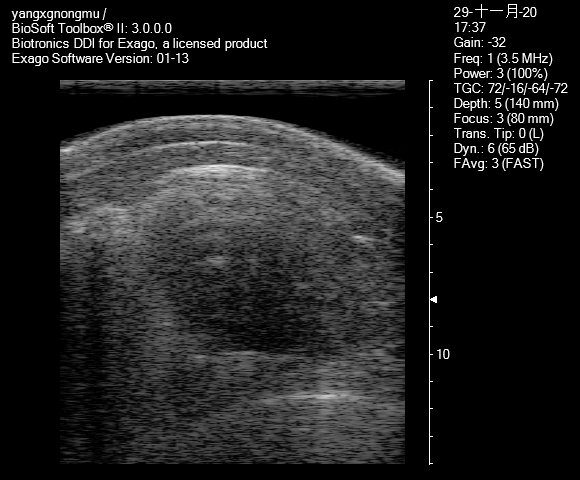 yangxgnongmu /
BioSoft Toolbox® II: 3.0.0.0
Biotronics DDI for Exago, a licensed product
Exago Software Version: 01-13
29-十一月-20
17:37
Gain: -32
Freq: 1 (3.5 MHz)
Power: 3 (100%)
TGC: 72/-16/-64/-72
Depth: 5 (140 mm)
Focus: 3 (80 mm)
Trans. Tip: 0 (L)
Dyn.: 6 (65 dB)
FAvg: 3 (FAST)
5
10